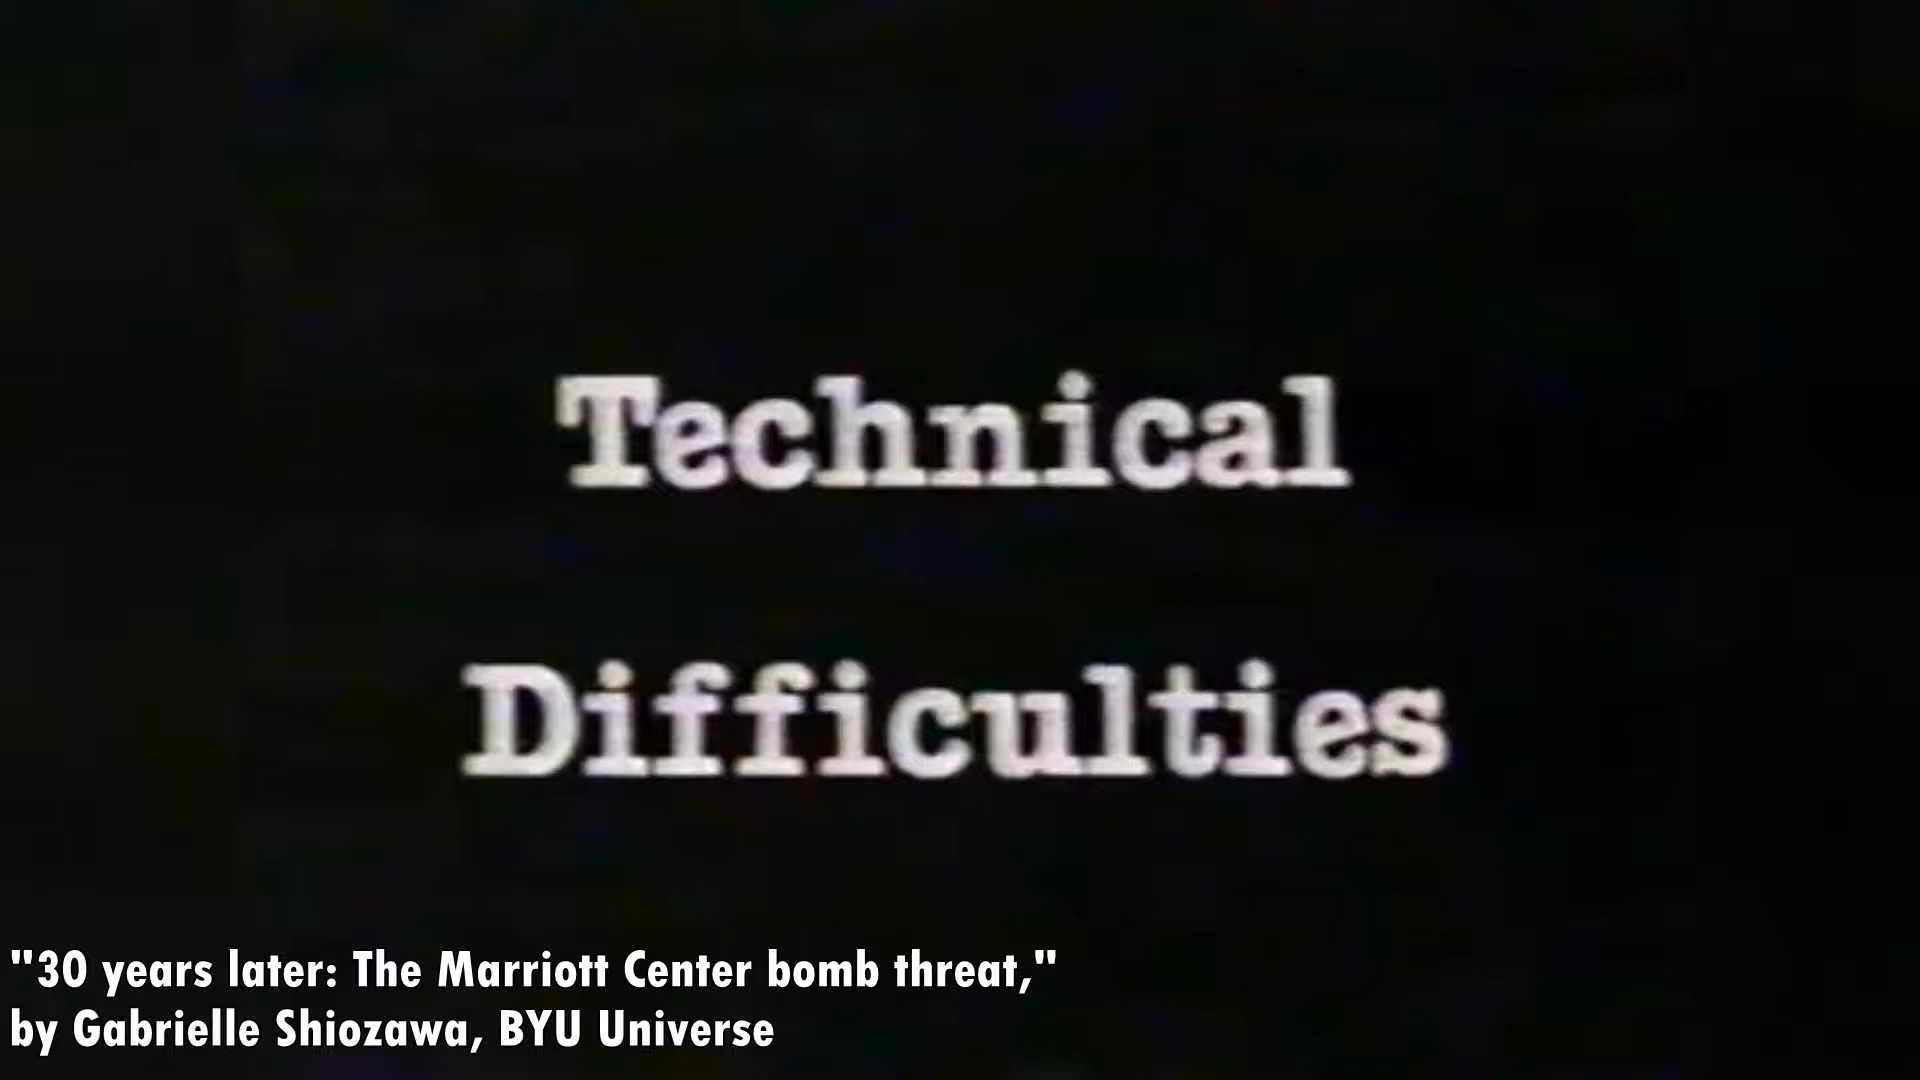 Technical
Difficulties
"30 years later: The Marriott Center bomb threat,"
by Gabrielle Shiozawa, BYU Universe